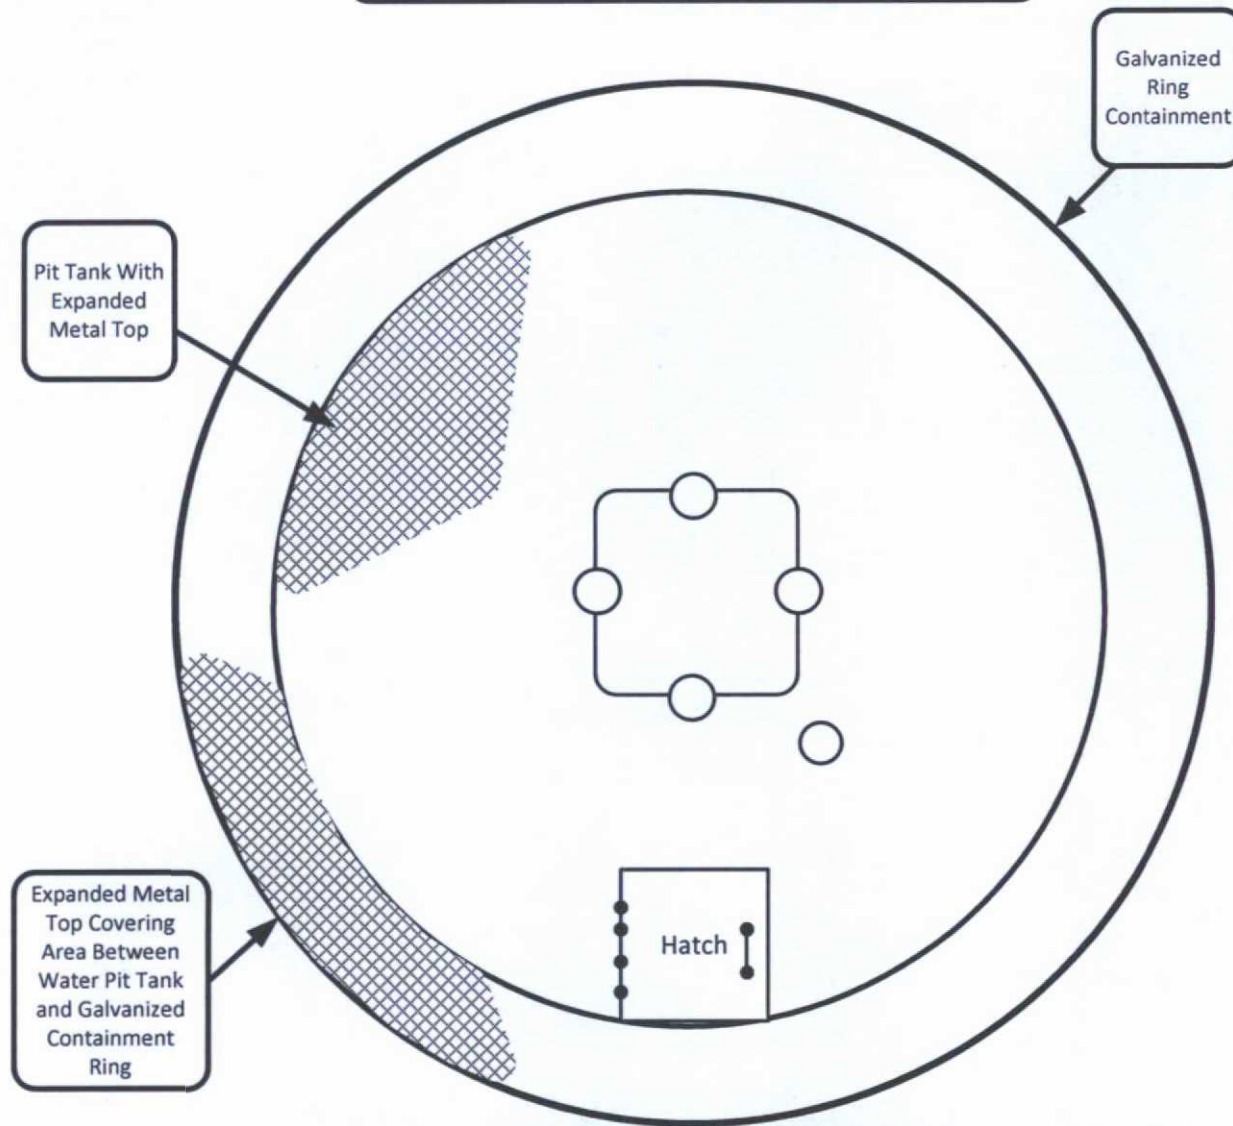 Galvanized
Ring
Containment
Pit Tank With
Expanded
Metal Top
Expanded Metal
Top Covering
Area Between
Water Pit Tank
and Galvanized
Containment
Ring
Hatch